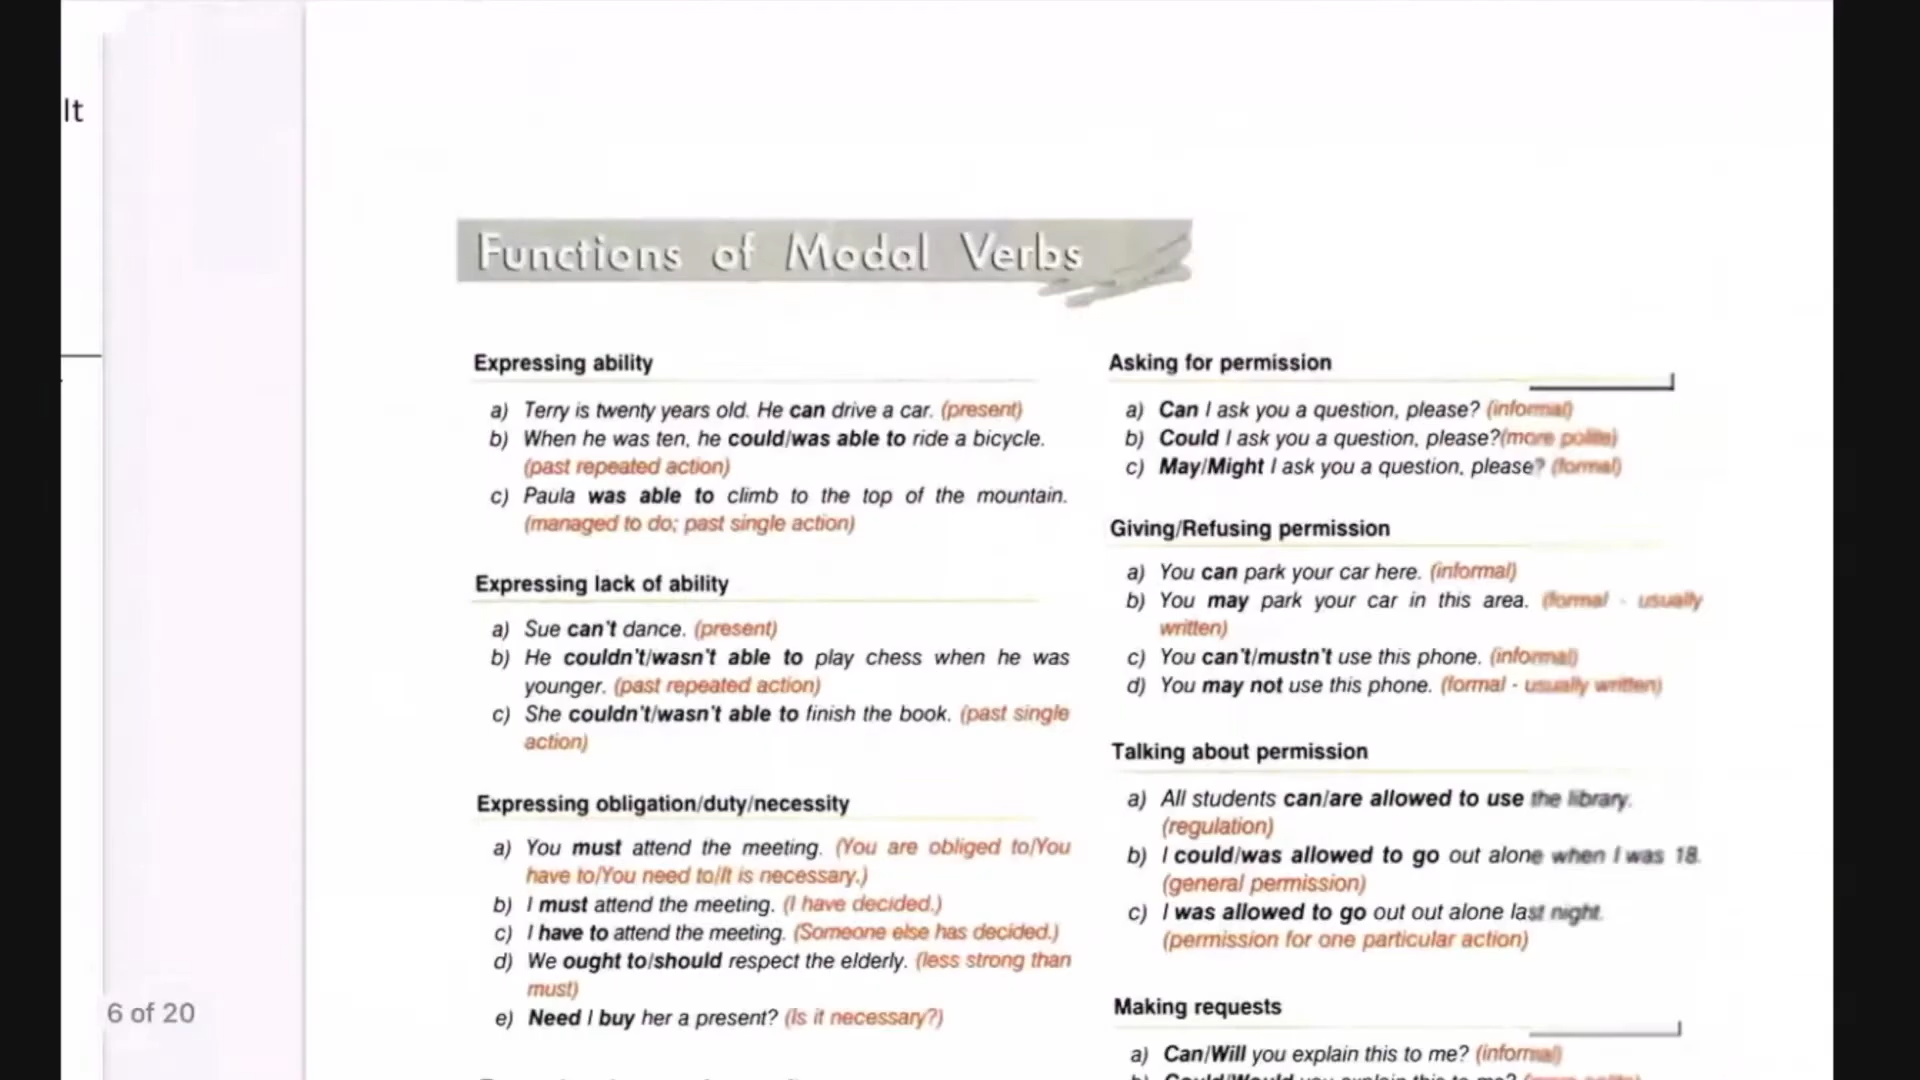 lt
Functions of Modal Verbs
Expressing ability
a) Terry is twenty years old. He can drive a car. (present)
b) When he was ten, he could/was able to ride a bicycle.
(past repeated action)
c) Paula was able to climb to the top of the mountain.
(managed to do; past single action)
Expressing lack of ability
a) Sue can't dance. (present)
b) He couldn't/wasn't able to play chess when he was
younger. (past repeated action)
c) She couldn't/wasn't able to finish the book. (past single
action)
Expressing obligation/duty/necessity
a) You must attend the meeting. (You are obliged to/You
have to/You need to/It is necessary.)
b) I must attend the meeting. (I have decided.)
c) I have to attend the meeting. (Someone else has decided.)
d) We ought to/should respect the elderly. (less strong than
must)
e) Need I buy her a present? (Is it necessary?)
Asking for permission
a) Can I ask you a question, please? (informal)
b) Could I ask you a question, please?(more polite)
c) May/Might I ask you a question, please? (formal)
Giving/Refusing permission
a) You can park your car here. (informal)
b) You may park your car in this area. (formal - usually
written)
c) You can't/mustn't use this phone. (informal)
d) You may not use this phone. (formal - usually written)
Talking about permission
a) All students can/are allowed to use the library.
(regulation)
b) I could/was allowed to go out alone when I was 18.
(general permission)
c) I was allowed to go out out alone last night.
(permission for one particular action)
Making requests
a) Can/Will you explain this to me? (informal)
b) Could/Would you explain this to me? (more polite)
6 of 20